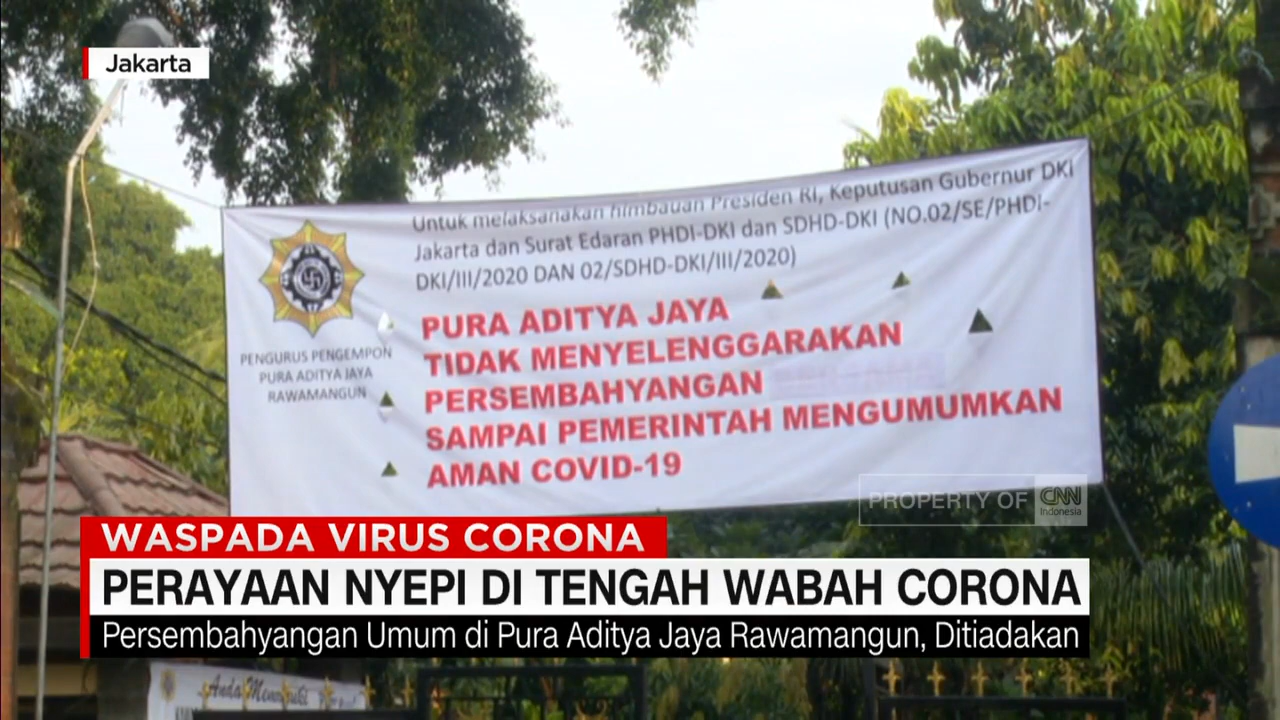 Jakarta
Untuk melaksanakan himbauan Presiden RI, Keputusan Gubernur DKI
Jakarta dan Surat Edaran PHDI-DKI dan SDHD-DKI (NO.02/SE/PHDI-
DKI/III/2020 DAN 02/SDHD-DKI/III/2020)
PENGURUS PENGEMPON
PURA ADITYA JAYA
RAWAMANGUN
PURA ADITYA JAYA
TIDAK MENYELENGGARAKAN
PERSEMBAHYANGAN
SAMPAI PEMERINTAH MENGUMUMKAN
AMAN COVID-19
PROPERTY OF CNN
Indonesia
WASPADA VIRUS CORONA
PERAYAAN NYEPI DI TENGAH WABAH CORONA
Persembahyangan Umum di Pura Aditya Jaya Rawamangun, Ditiadakan
Anda